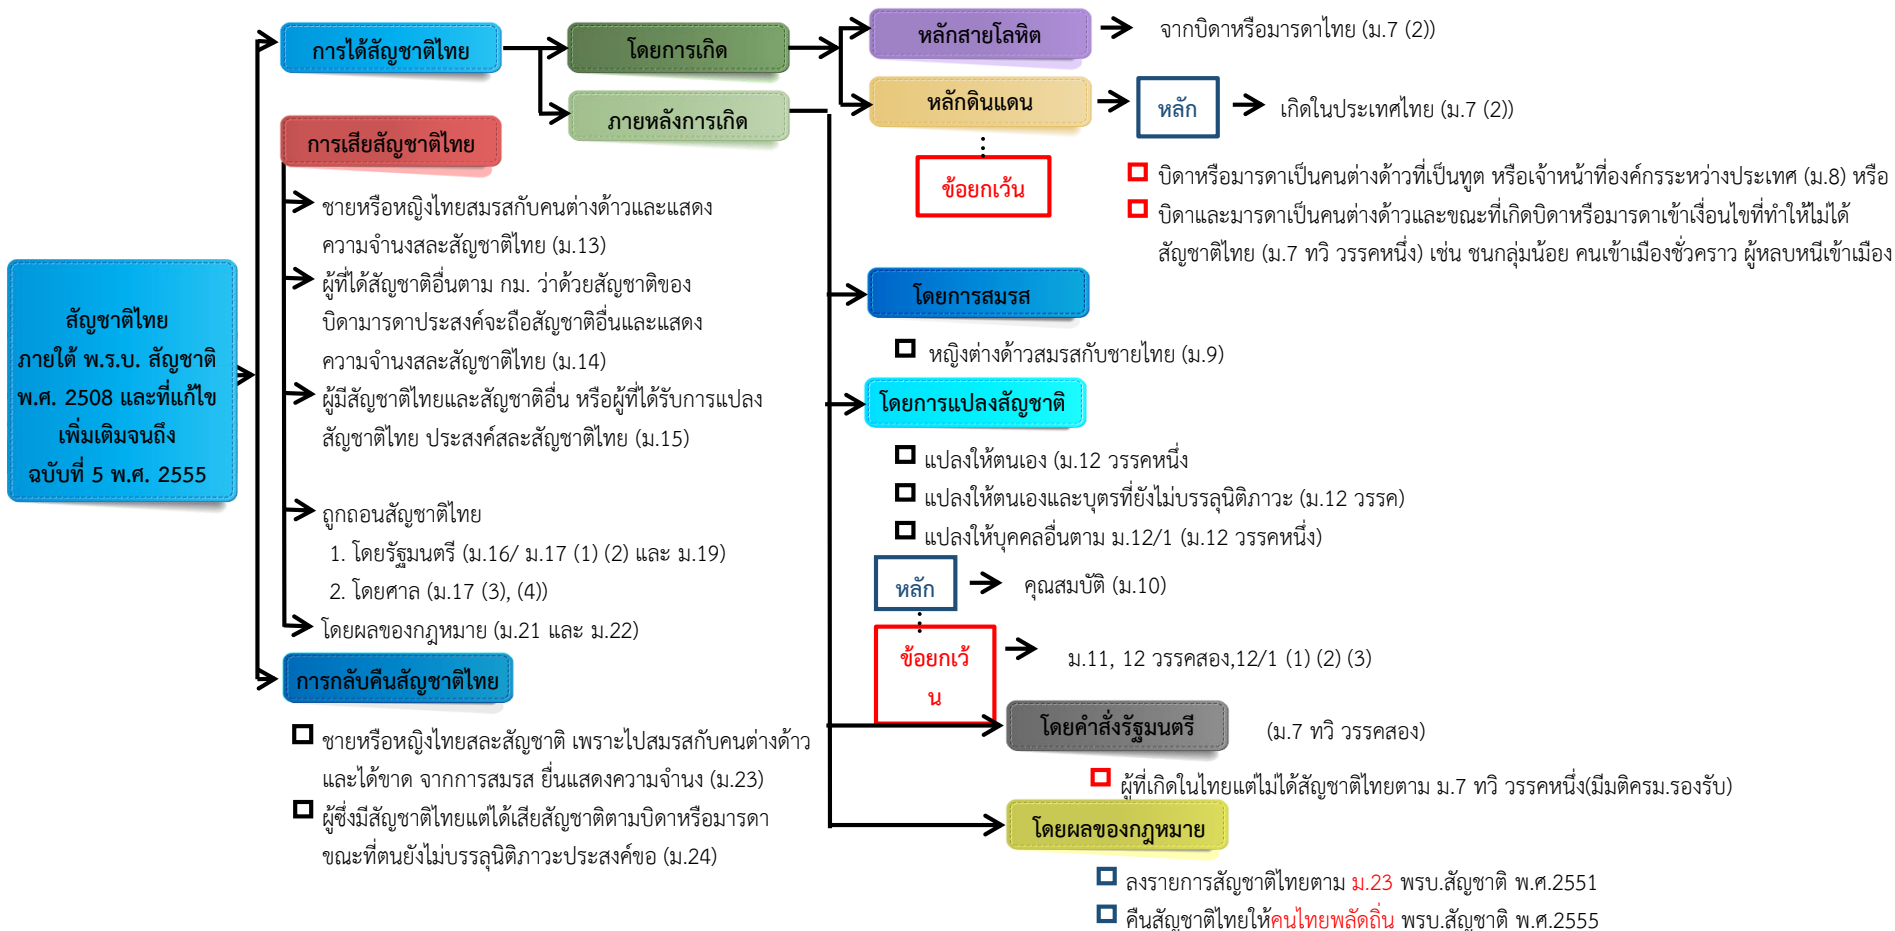 สัญชาติไทย
ภายใต้ พ.ร.บ. สัญชาติ
พ.ศ. 2508 และที่แก้ไข
เพิ่มเติมจนถึง
ฉบับที่ 5 พ.ศ. 2555
การได้สัญชาติไทย
โดยการเกิด
หลักสายโลหิต
จากบิดาหรือมารดาไทย (ม.7 (2))
หลักดินแดน
หลัก
เกิดในประเทศไทย (ม.7 (2))
ข้อยกเว้น
บิดาหรือมารดาเป็นคนต่างด้าวที่เป็นทูต หรือเจ้าหน้าที่องค์กรระหว่างประเทศ (ม.8) หรือ
บิดาและมารดาเป็นคนต่างด้าวและขณะที่เกิดบิดาหรือมารดาเข้าเงื่อนไขที่ทำให้ไม่ได้
สัญชาติไทย (ม.7 ทวิ วรรคหนึ่ง) เช่น ชนกลุ่มน้อย คนเข้าเมืองชั่วคราว ผู้หลบหนีเข้าเมือง
ภายหลังการเกิด
โดยการสมรส
หญิงต่างด้าวสมรสกับชายไทย (ม.9)
โดยการแปลงสัญชาติ
แปลงให้ตนเอง (ม.12 วรรคหนึ่ง
แปลงให้ตนเองและบุตรที่ยังไม่บรรลุนิติภาวะ (ม.12 วรรค)
แปลงให้บุคคลอื่นตาม ม.12/1 (ม.12 วรรคหนึ่ง)
หลัก
คุณสมบัติ (ม.10)
ข้อยกเว้
น
ม.11, 12 วรรคสอง,12/1 (1) (2) (3)
โดยคำสั่งรัฐมนตรี
(ม.7 ทวิ วรรคสอง)
ผู้ที่เกิดในไทยแต่ไม่ได้สัญชาติไทยตาม ม.7 ทวิ วรรคหนึ่ง(มีมติครม.รองรับ)
โดยผลของกฎหมาย
ลงรายการสัญชาติไทยตาม ม.23 พรบ.สัญชาติ พ.ศ.2551
คืนสัญชาติไทยให้คนไทยพลัดถิ่น พรบ.สัญชาติ พ.ศ.2555
การเสียสัญชาติไทย
ชายหรือหญิงไทยสมรสกับคนต่างด้าวและแสดง
ความจำนงสละสัญชาติไทย (ม.13)
ผู้ที่ได้สัญชาติอื่นตาม กม. ว่าด้วยสัญชาติของ
บิดามารดาประสงค์จะถือสัญชาติอื่นและแสดง
ความจำนงสละสัญชาติไทย (ม.14)
ผู้มีสัญชาติไทยและสัญชาติอื่น หรือผู้ที่ได้รับการแปลง
สัญชาติไทย ประสงค์สละสัญชาติไทย (ม.15)
ถูกถอนสัญชาติไทย
1. โดยรัฐมนตรี (ม.16/ ม.17 (1) (2) และ ม.19)
2. โดยศาล (ม.17 (3), (4))
โดยผลของกฎหมาย (ม.21 และ ม.22)
การกลับคืนสัญชาติไทย
ชายหรือหญิงไทยสละสัญชาติ เพราะไปสมรสกับคนต่างด้าว
และได้ขาด จากการสมรส ยื่นแสดงความจำนง (ม.23)
ผู้ซึ่งมีสัญชาติไทยแต่ได้เสียสัญชาติตามบิดาหรือมารดา
ขณะที่ตนยังไม่บรรลุนิติภาวะประสงค์ขอ (ม.24)